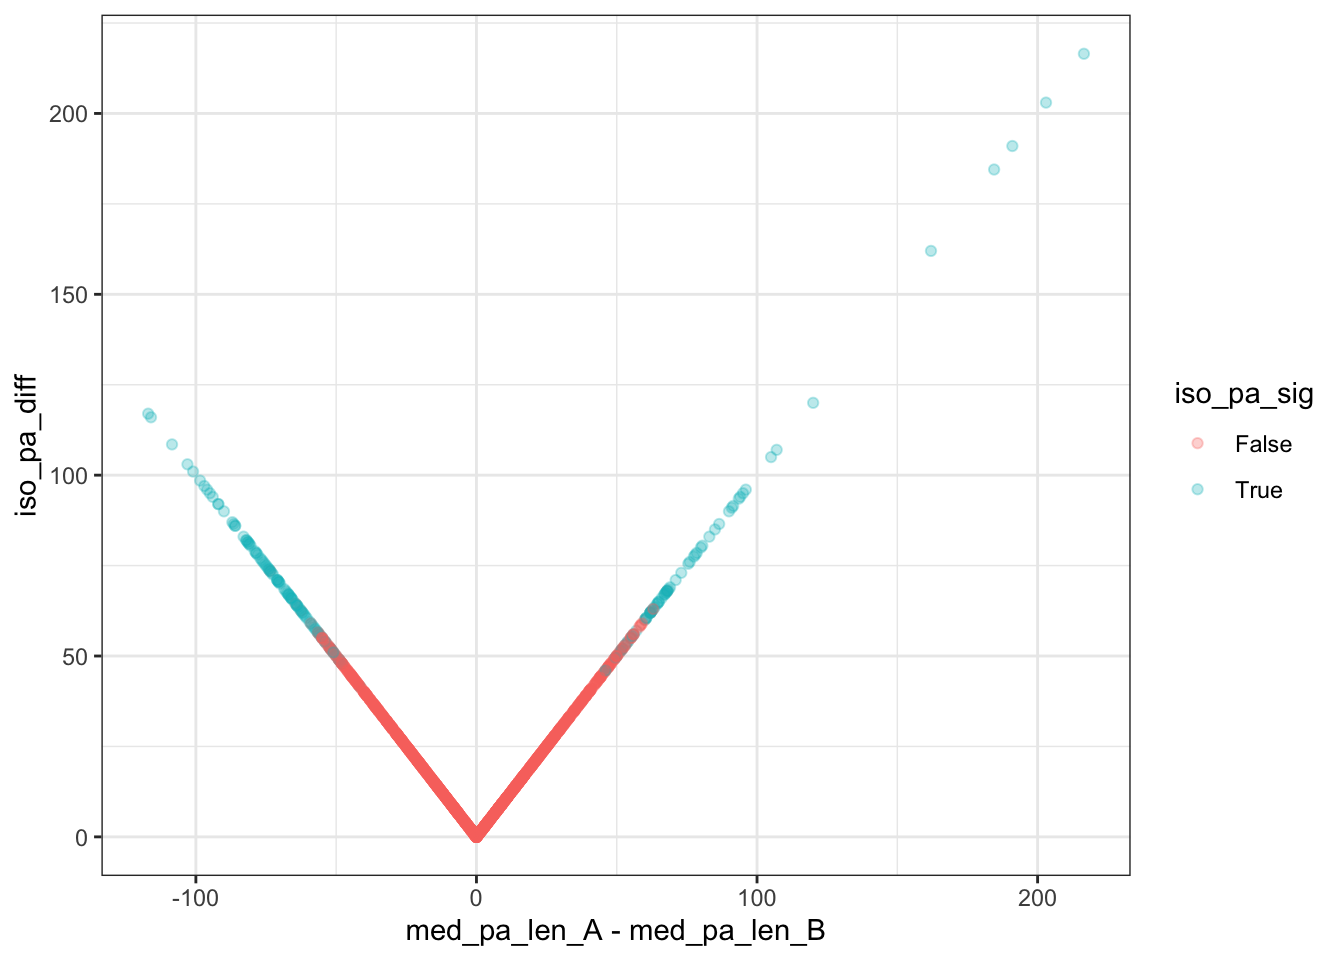 200
150
100
50
0
iso_pa_diff
-100 0 100 200
med_pa_len_A - med_pa_len_B
iso_pa_sig
False
True